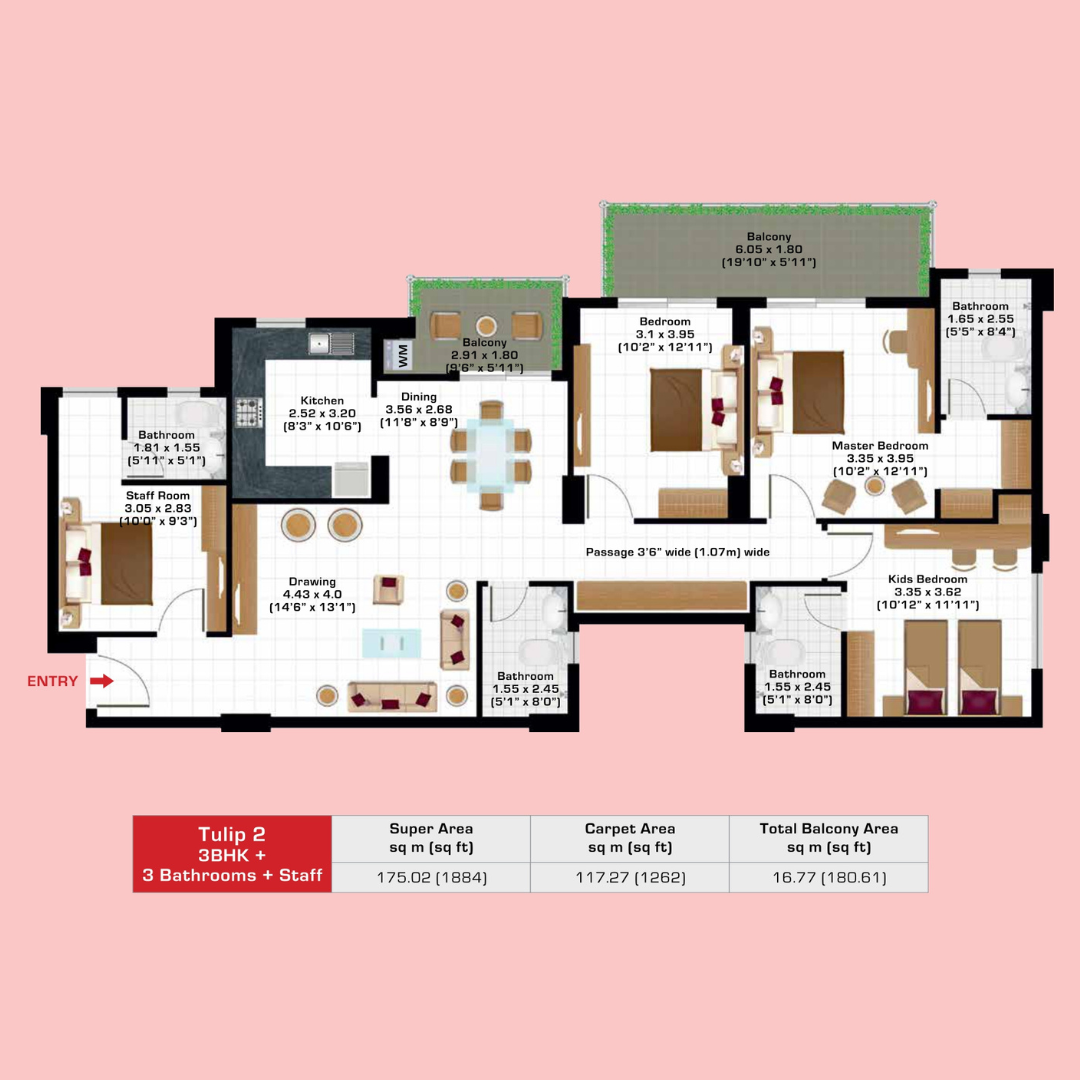 Balcony
6.05 x 1.80
(19'10" x 5'11")
Bathroom
1.65 x 2.55
(5'5" x 8'4")
Bedroom
3.1 x 3.95
(10'2" x 12'11")
WM
Balcony
2.91 x 1.80
(9'6" x 5'11")
Kitchen
2.52 x 3.20
(8'3" x 10'6")
Dining
3.56 x 2.68
(11'8" x 8'9")
Bathroom
1.81 x 1.55
(5'11" x 5'1")
Master Bedroom
3.35 x 3.95
(10'2" x 12'11")
Staff Room
3.05 x 2.83
(10'0" x 9'3")
Passage 3'6" wide (1.07m) wide
Drawing
4.43 x 4.0
(14'6" x 13'1")
Kids Bedroom
3.35 x 3.62
(10'12" x 11'11")
ENTRY
Bathroom
1.55 x 2.45
(5'1" x 8'0")
Bathroom
1.55 x 2.45
(5'1" x 8'0")
Tulip 2
3BHK +
3 Bathrooms + Staff
Super Area
sq m (sq ft)
Carpet Area
sq m (sq ft)
Total Balcony Area
sq m (sq ft)
175.02 (1884)
117.27 (1262)
16.77 (180.61)